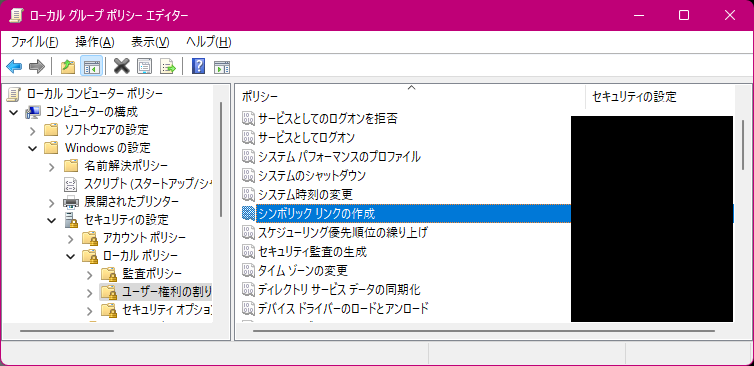 ローカル グループ ポリシー エディター
ファイル(F) 操作(A) 表示(V) ヘルプ(H)
ローカル コンピューター ポリシー
コンピューターの構成
ソフトウェアの設定
Windows の設定
名前解決ポリシー
スクリプト (スタートアップ/シ
展開されたプリンター
セキュリティの設定
アカウント ポリシー
ローカル ポリシー
監査ポリシー
ユーザー権利の割り
セキュリティ オプション
ポリシー セキュリティの設定
サービスとしてのログオンを拒否
サービスとしてログオン
システム パフォーマンスのプロファイル
システムのシャットダウン
システム時刻の変更
シンボリック リンクの作成
スケジューリング優先順位の繰り上げ
セキュリティ監査の生成
タイム ゾーンの変更
ディレクトリ サービス データの同期化
デバイス ドライバーのロードとアンロード